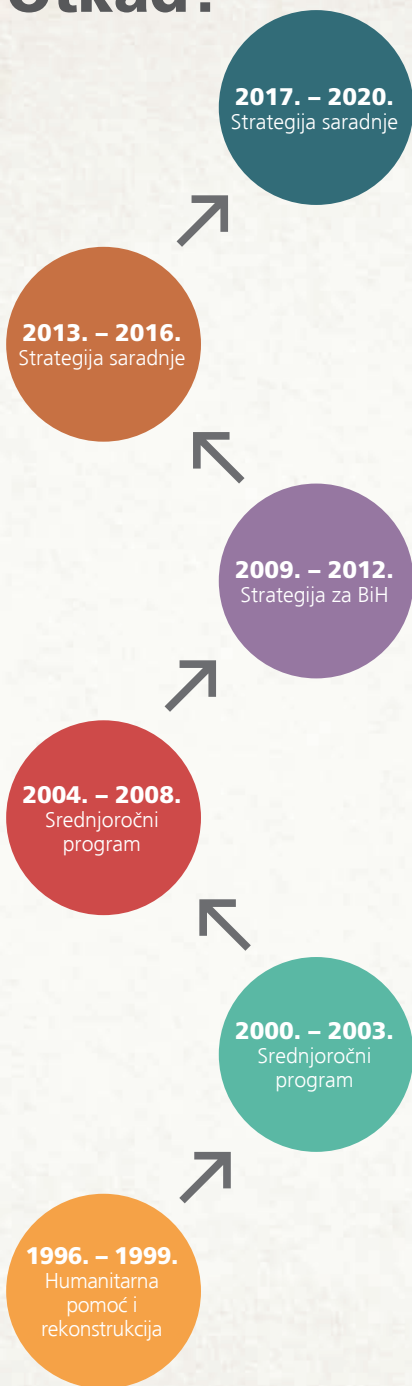 Otkad?
2017. – 2020.
Strategija saradnje
2013. – 2016.
Strategija saradnje
2009. – 2012.
Strategija za BiH
2004. – 2008.
Srednjoročni
program
2000. – 2003.
Srednjoročni
program
1996. – 1999.
Humanitarna
pomoć i
rekonstrukcija